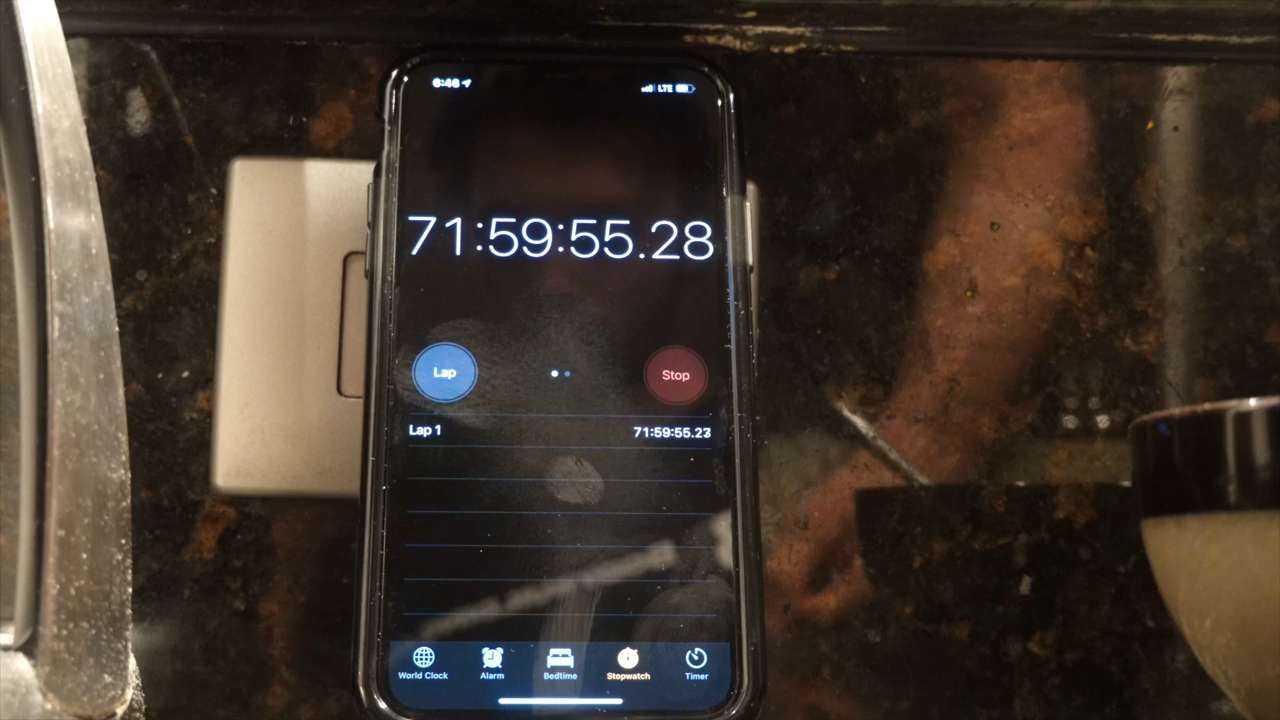 6:46 LTE
71:59:55.28
Lap Stop
Lap 1 71:59:55.23
World Clock Alarm Bedtime Stopwatch Timer